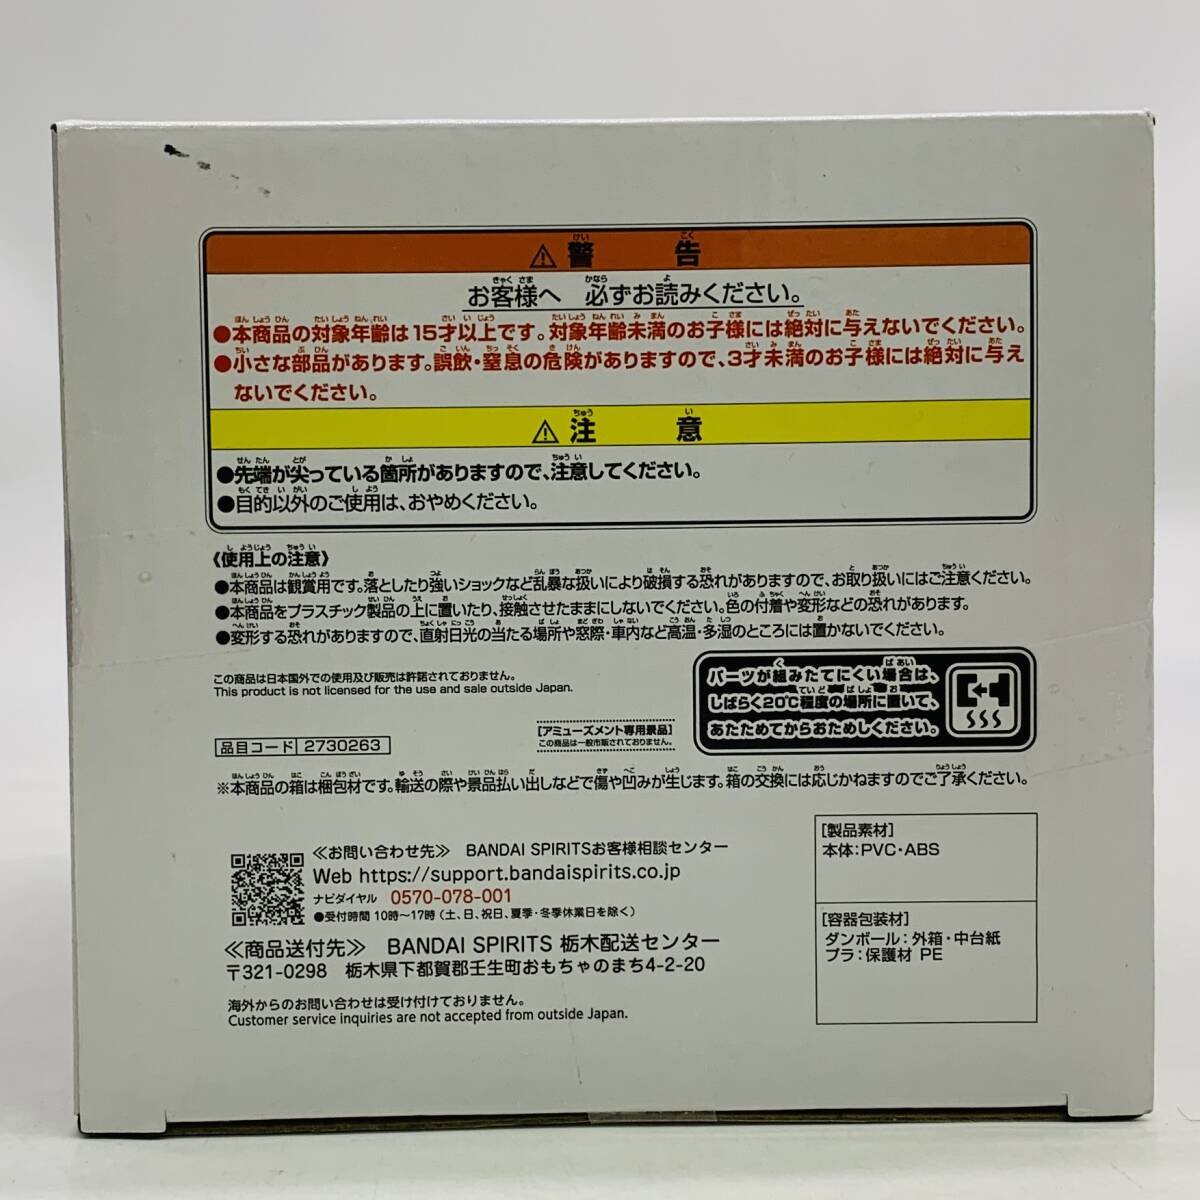 ⚠ 警告
お客様へ 必ずお読みください。
●本商品の対象年齢は15才以上です。対象年齢未満のお子様には絶対に与えないでください。
●小さな部品があります。誤飲・窒息の危険がありますので、3才未満のお子様には絶対に与え
ないでください。
⚠ 注意
●先端が尖っている箇所がありますので、注意してください。
●目的以外のご使用は、おやめください。
《使用上の注意》
●本商品は観賞用です。落としたり強いショックなど乱暴な扱いにより破損する恐れがありますので、お取り扱いにはご注意ください。
●本商品をプラスチック製品の上に置いたり、接触させたままにしないでください。色の付着や変形などの恐れがあります。
●変形する恐れがありますので、直射日光の当たる場所や窓際・車内など高温・多湿のところには置かないでください。
この商品は日本国外での使用及び販売は許諾されておりません。
This product is not licensed for the use and sale outside Japan.
パーツが組みたてにくい場合は、
しばらく20℃程度の場所に置いて、
あたためてからおためしください。
品目コード 2730263
[アミューズメント専用景品]
この商品は一般市販されておりません。
※本商品の箱は梱包材です。輸送の際や景品払い出しなどで傷や凹みが生じます。箱の交換には応じかねますのでご了承ください。
≪お問い合わせ先≫ BANDAI SPIRITSお客様相談センター
Web https://support.bandaispirits.co.jp
ナビダイヤル 0570-078-001
●受付時間 10時〜17時(土、日、祝日、夏季・冬季休業日を除く)
≪商品送付先≫ BANDAI SPIRITS 栃木配送センター
〒321-0298 栃木県下都賀郡壬生町おもちゃのまち4-2-20
海外からのお問い合わせは受け付けておりません。
Customer service inquiries are not accepted from outside Japan.
[製品素材]
本体:PVC・ABS
[容器包装材]
ダンボール:外箱・中台紙
プラ:保護材 PE